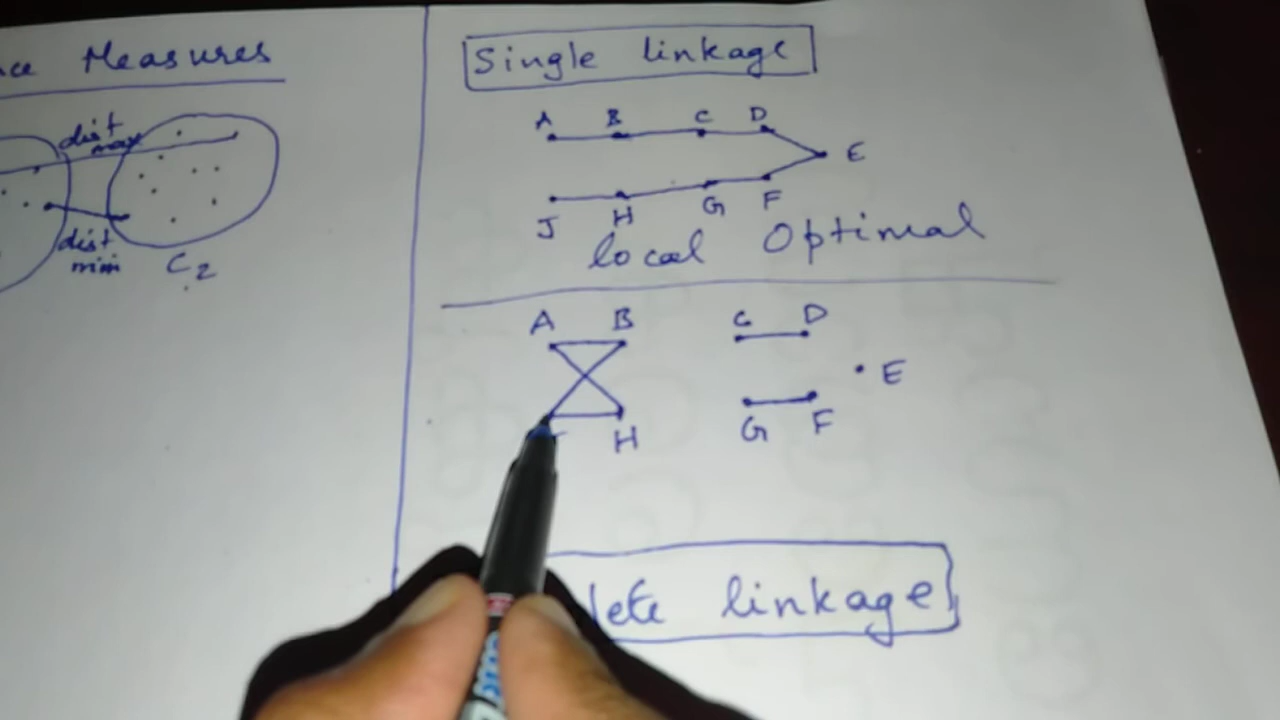 Measures
dist
max
dist
min
C2
Single linkage
A B C D
E
J H G F
local Optimal
A B C D
E
H G F
linkage